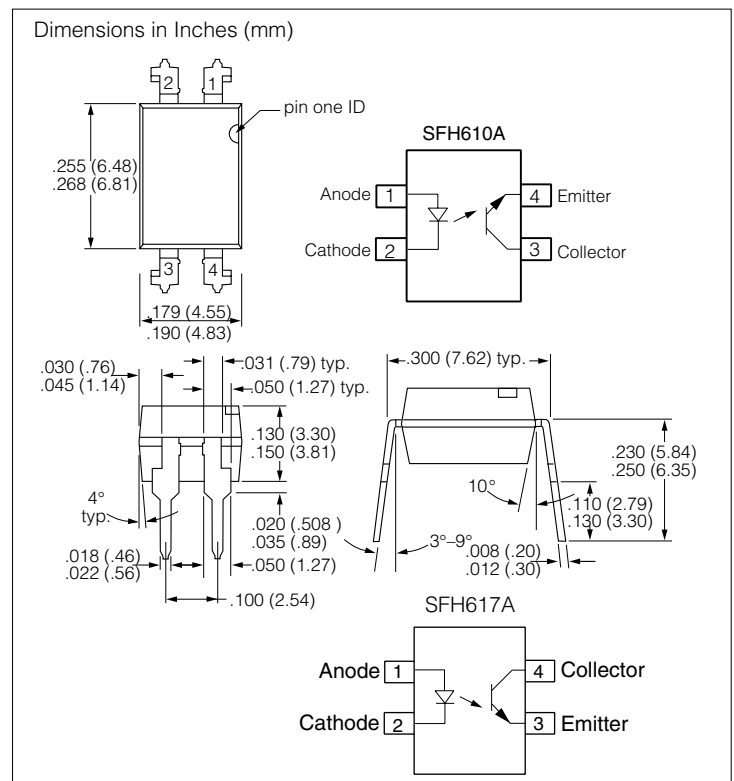 Dimensions in Inches (mm)
2 1
pin one ID
.255 (6.48)
.268 (6.81)
3 4
.179 (4.55)
.190 (4.83)
SFH610A
Anode 1
4 Emitter
Cathode 2
3 Collector
.030 (.76)
.045 (1.14)
.031 (.79) typ.
.050 (1.27) typ.
.130 (3.30)
.150 (3.81)
4°
typ.
.020 (.508 )
.035 (.89)
.018 (.46)
.022 (.56)
.050 (1.27)
.100 (2.54)
.300 (7.62) typ.
.230 (5.84)
.250 (6.35)
10°
.110 (2.79)
.130 (3.30)
3°–9°
.008 (.20)
.012 (.30)
SFH617A
Anode 1
4 Collector
Cathode 2
3 Emitter